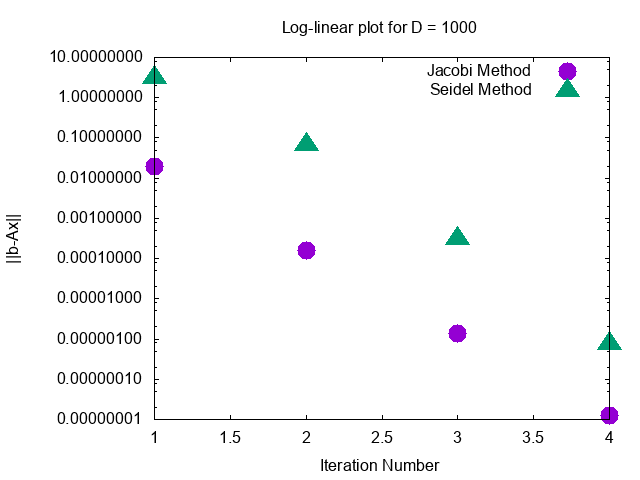 Log-linear plot for D = 1000
10.00000000
1.00000000
0.10000000
0.01000000
0.00100000
0.00010000
0.00001000
0.00000100
0.00000010
0.00000001
||b-Ax||
Jacobi Method
Seidel Method
1 1.5 2 2.5 3 3.5 4
Iteration Number